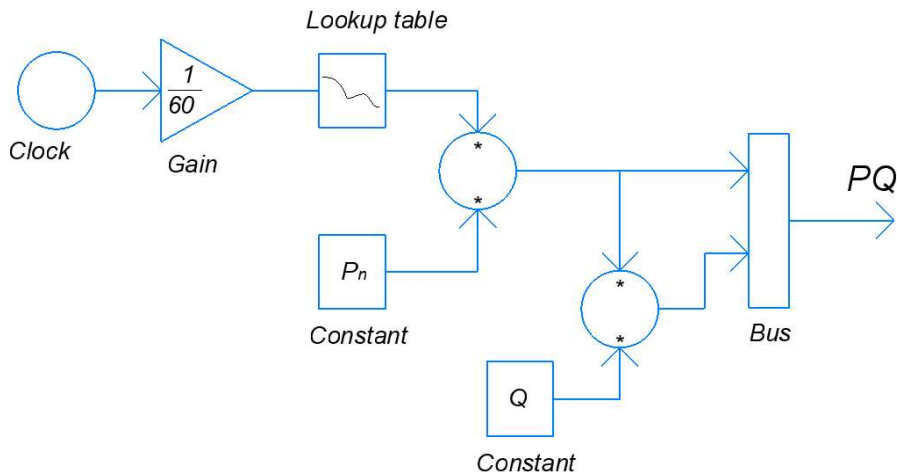 Lookup table
1
60
Clock
Gain
*
*
PQ
Pn
Constant
*
*
Bus
Q
Constant